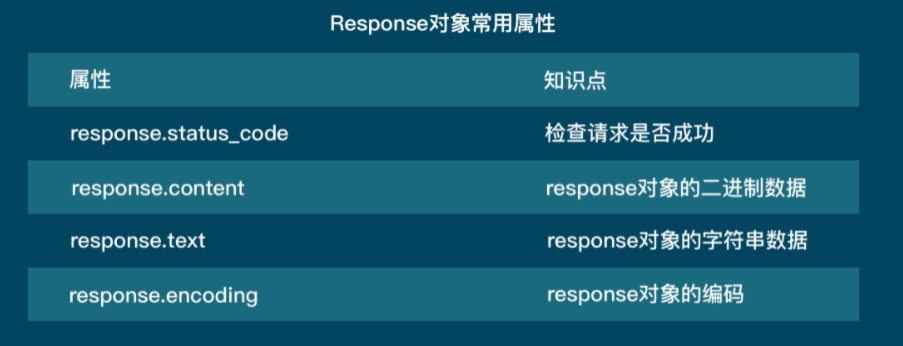 Response对象常用属性
属性 知识点
response.status_code 检查请求是否成功
response.content response对象的二进制数据
response.text response对象的字符串数据
response.encoding response对象的编码